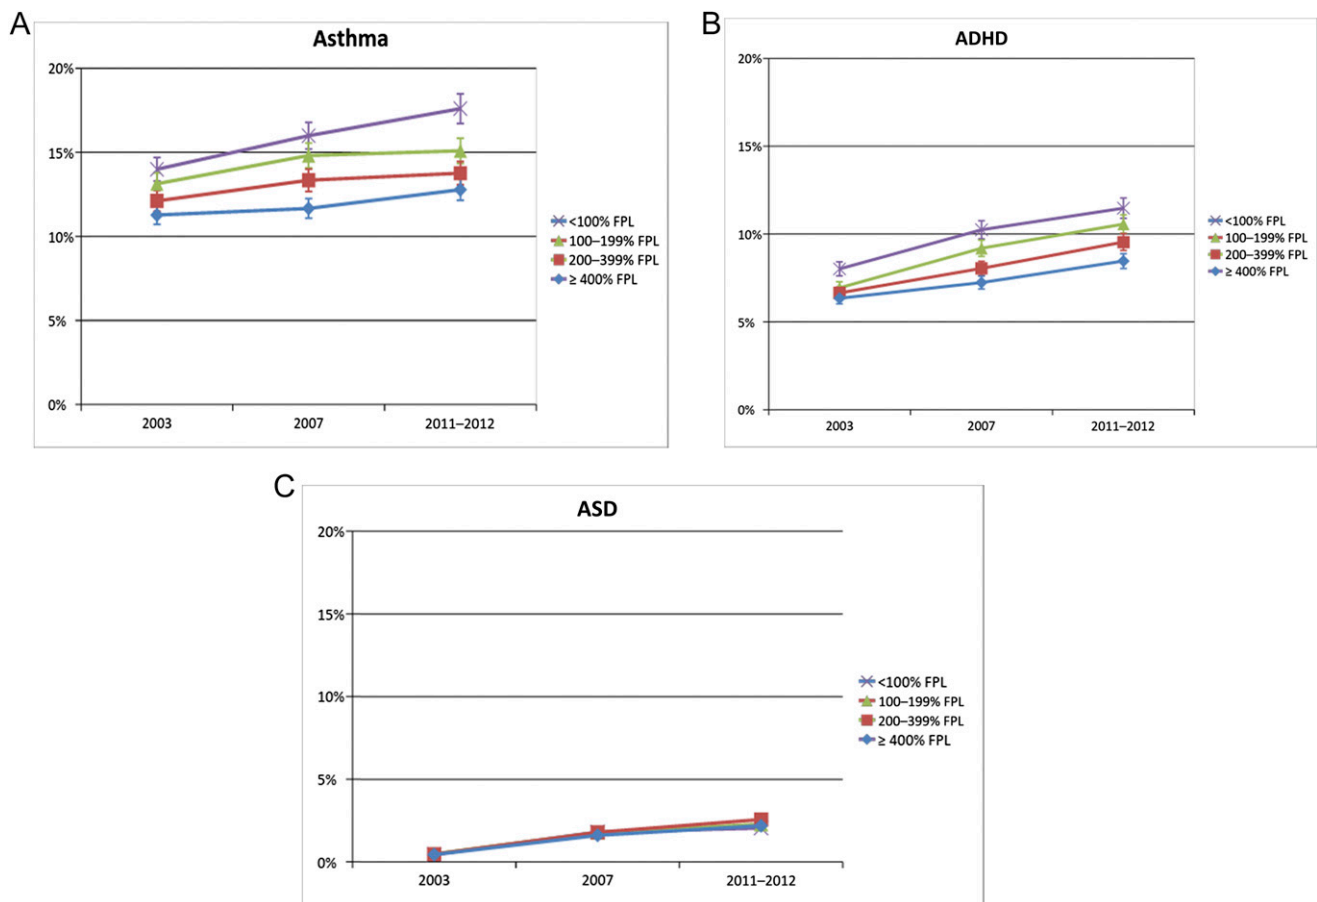 A
Asthma
20%
15%
10%
5%
0%
2003 2007 2011–2012
<100% FPL
100–199% FPL
200–399% FPL
≥ 400% FPL
B
ADHD
20%
15%
10%
5%
0%
2003 2007 2011–2012
<100% FPL
100–199% FPL
200–399% FPL
≥ 400% FPL
C
ASD
20%
15%
10%
5%
0%
2003 2007 2011–2012
<100% FPL
100–199% FPL
200–399% FPL
≥ 400% FPL